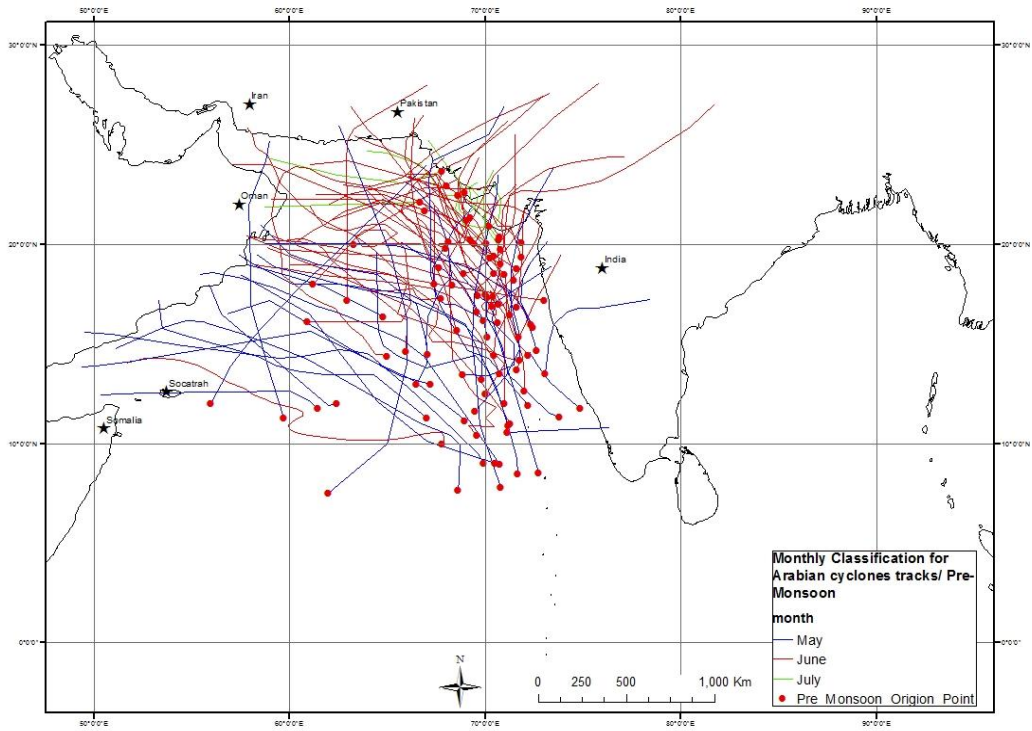 50°0'0"E 60°0'0"E 70°0'0"E 80°0'0"E 90°0'0"E
30°0'0"N 30°0'0"N
Iran
Pakistan
Oman
20°0'0"N 20°0'0"N
India
Socatrah
Somalia
10°0'0"N 10°0'0"N
Monthly Classification for
Arabian cyclones tracks/ Pre-
Monsoon
month
0°0'0" 0°0'0"
May
June
N
July
0 250 500 1,000 Km
Pre Monsoon Origion Point
50°0'0"E 60°0'0"E 70°0'0"E 80°0'0"E 90°0'0"E